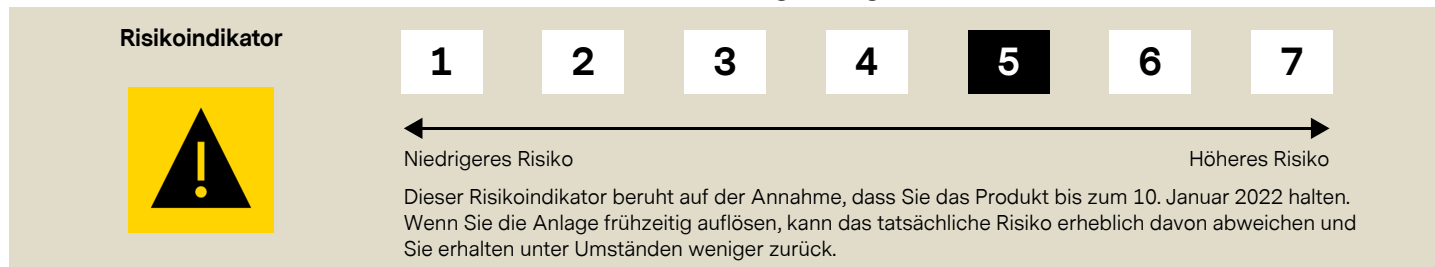 Risikoindikator
1 2 3 4 5 6 7
Niedrigeres Risiko Höheres Risiko
Dieser Risikoindikator beruht auf der Annahme, dass Sie das Produkt bis zum 10. Januar 2022 halten.
Wenn Sie die Anlage frühzeitig auflösen, kann das tatsächliche Risiko erheblich davon abweichen und
Sie erhalten unter Umständen weniger zurück.